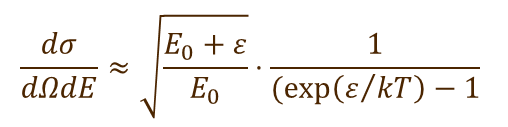 dσ/dΩdE ≈ √((E₀ + ε)/E₀) · 1/((exp(ε/kT) − 1